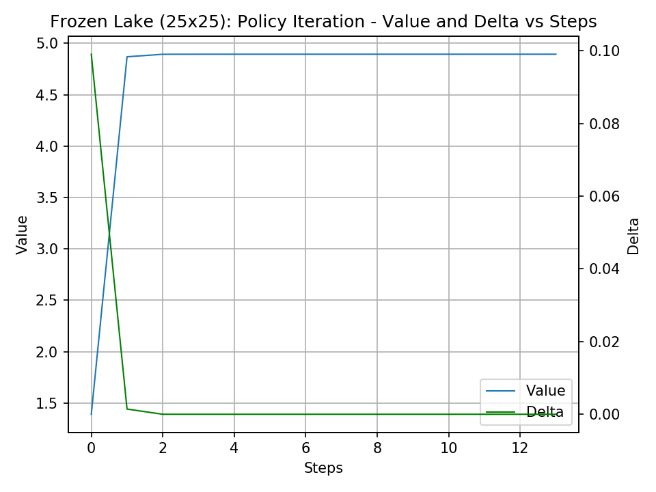 Frozen Lake (25x25): Policy Iteration - Value and Delta vs Steps
5.0
4.5
4.0
3.5
3.0
2.5
2.0
1.5
Value
0.10
0.08
0.06
0.04
0.02
0.00
Delta
Value
Delta
0 2 4 6 8 10 12
Steps